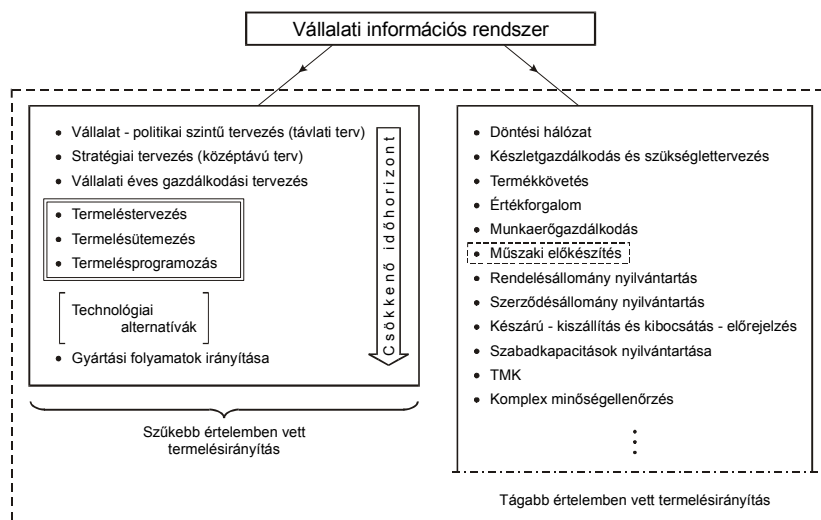 Vállalati információs rendszer
• Vállalat - politikai szintű tervezés (távlati terv)
• Stratégiai tervezés (középtávú terv)
• Vállalati éves gazdálkodási tervezés
• Termeléstervezés
• Termelésütemezés
• Termelésprogramozás
Technológiai
alternatívák
• Gyártási folyamatok irányítása
Csökkenő időhorizont
Szűkebb értelemben vett
termelésirányítás
• Döntési hálózat
• Készletgazdálkodás és szükséglettervezés
• Termékkövetés
• Értékforgalom
• Munkaerőgazdálkodás
• Műszaki előkészítés
• Rendelésállomány nyilvántartás
• Szerződésállomány nyilvántartás
• Készárú - kiszállítás és kibocsátás - előrejelzés
• Szabadkapacitások nyilvántartása
• TMK
• Komplex minőségellenőrzés
Tágabb értelemben vett termelésirányítás